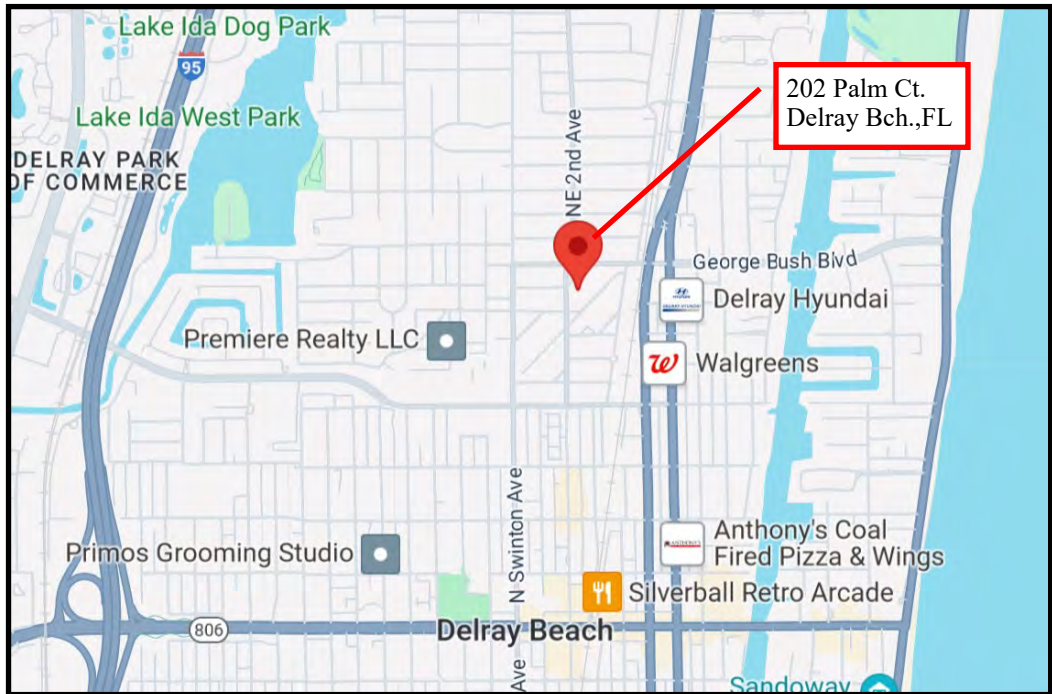 Lake Ida Dog Park
95
202 Palm Ct.
Delray Bch.,FL
Lake Ida West Park
NE 2nd Ave
DELRAY PARK
OF COMMERCE
George Bush Blvd
Delray Hyundai
Premiere Realty LLC
Walgreens
N Swinton Ave
Anthony's Coal
Fired Pizza & Wings
Primos Grooming Studio
Silverball Retro Arcade
806
Delray Beach
Ave
Sandoway